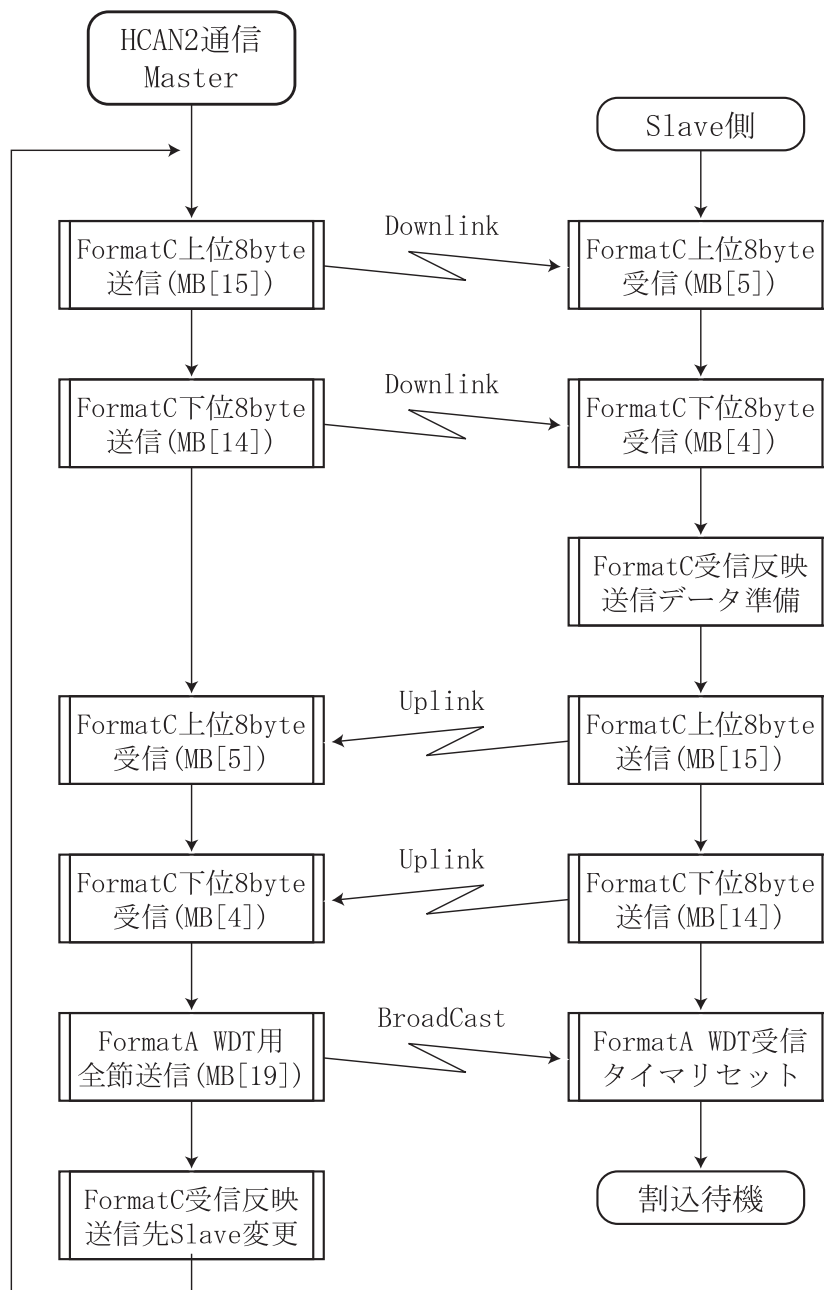 HCAN2通信
Master
Slave側
FormatC上位8byte
送信(MB[15])
Downlink
FormatC上位8byte
受信(MB[5])
FormatC下位8byte
送信(MB[14])
Downlink
FormatC下位8byte
受信(MB[4])
FormatC受信反映
送信データ準備
FormatC上位8byte
受信(MB[5])
Uplink
FormatC上位8byte
送信(MB[15])
FormatC下位8byte
受信(MB[4])
Uplink
FormatC下位8byte
送信(MB[14])
FormatA WDT用
全節送信(MB[19])
BroadCast
FormatA WDT受信
タイマリセット
FormatC受信反映
送信先Slave変更
割込待機